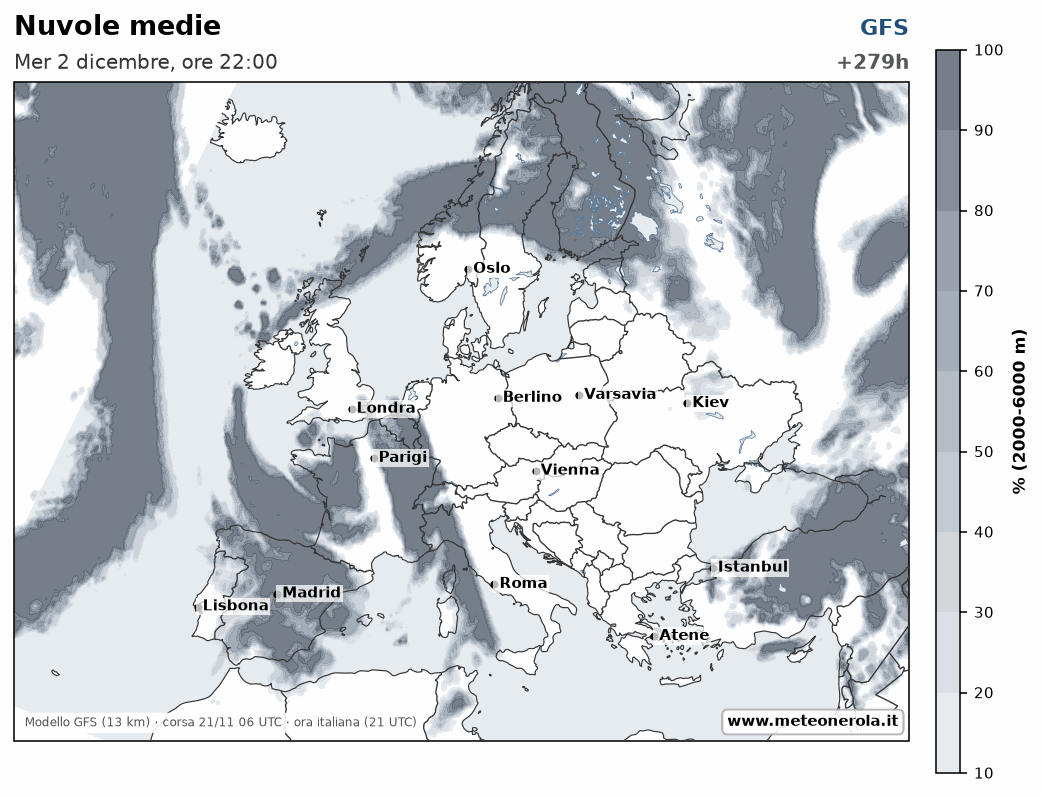 Nuvole medie
GFS
Mer 2 dicembre, ore 22:00
+279h
100
90
80
70
60
50
40
30
20
10
% (2000-6000 m)
Oslo
Berlino
Varsavia
Kiev
Londra
Parigi
Vienna
Istanbul
Roma
Madrid
Lisbona
Atene
Modello GFS (13 km) · corsa 21/11 06 UTC · ora italiana (21 UTC)
www.meteonerola.it